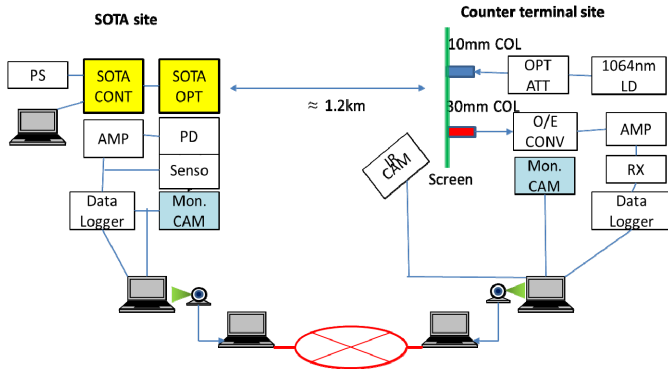 SOTA site
Counter terminal site
PS
SOTA
CONT
SOTA
OPT
≈ 1.2km
10mm COL
OPT
ATT
1064nm
LD
30mm COL
O/E
CONV
AMP
AMP
PD
Senso
IR
CAM
Screen
Mon.
CAM
RX
Data
Logger
Mon.
CAM
Data
Logger